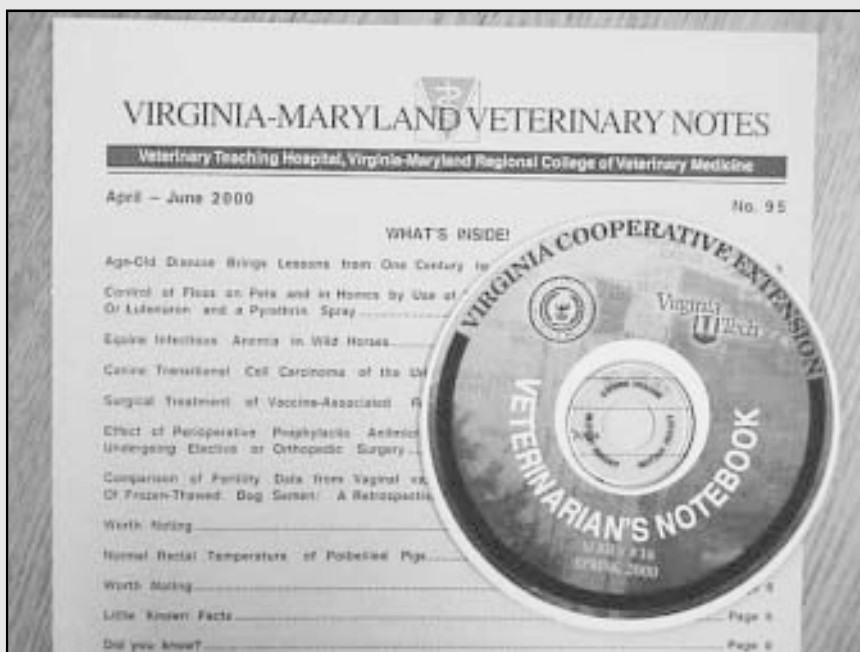 VIRGINIA-MARYLAND VETERINARY NOTES
Veterinary Teaching Hospital, Virginia-Maryland Regional College of Veterinary Medicine
April – June 2000
No. 95
WHAT'S INSIDE!
Age-Old Disease Brings Lessons from One Century
Control of Fleas on Pets and in Homes by Use of
Or Lufenuron and a Pyrethrin Spray
Equine Infectious Anemia in Wild Horses
Canine Transitional Cell Carcinoma of the
Surgical Treatment of Vaccine-Associated
Effect of Perioperative Prophylactic
Undergoing Elective or Orthopedic Surgery
Comparison of Fertility Data from Vaginal
Of Frozen-Thawed Dog Semen: A Retrospective
Worth Noting
Normal Rectal Temperature of Potbellied Pigs
Worth Noting
Little Known Facts Page 6
Did you know? Page 6
VIRGINIA COOPERATIVE EXTENSION
Virginia Tech
VETERINARIAN'S NOTEBOOK
SPRING 2000